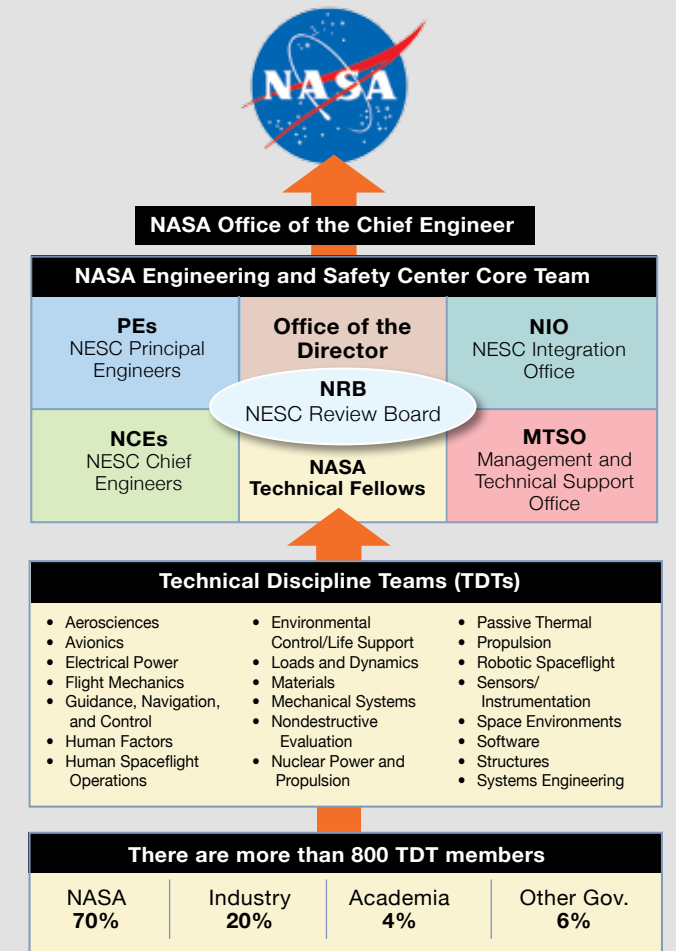 NASA
NASA Office of the Chief Engineer
NASA Engineering and Safety Center Core Team
PEs
NESC Principal
Engineers
Office of the
Director
NIO
NESC Integration
Office
NRB
NESC Review Board
NCEs
NESC Chief
Engineers
NASA
Technical Fellows
MTSO
Management and
Technical Support
Office
Technical Discipline Teams (TDTs)
• Aerosciences
• Avionics
• Electrical Power
• Flight Mechanics
• Guidance, Navigation,
and Control
• Human Factors
• Human Spaceflight
Operations
• Environmental
Control/Life Support
• Loads and Dynamics
• Materials
• Mechanical Systems
• Nondestructive
Evaluation
• Nuclear Power and
Propulsion
• Passive Thermal
• Propulsion
• Robotic Spaceflight
• Sensors/
Instrumentation
• Space Environments
• Software
• Structures
• Systems Engineering
There are more than 800 TDT members
NASA
70%
Industry
20%
Academia
4%
Other Gov.
6%